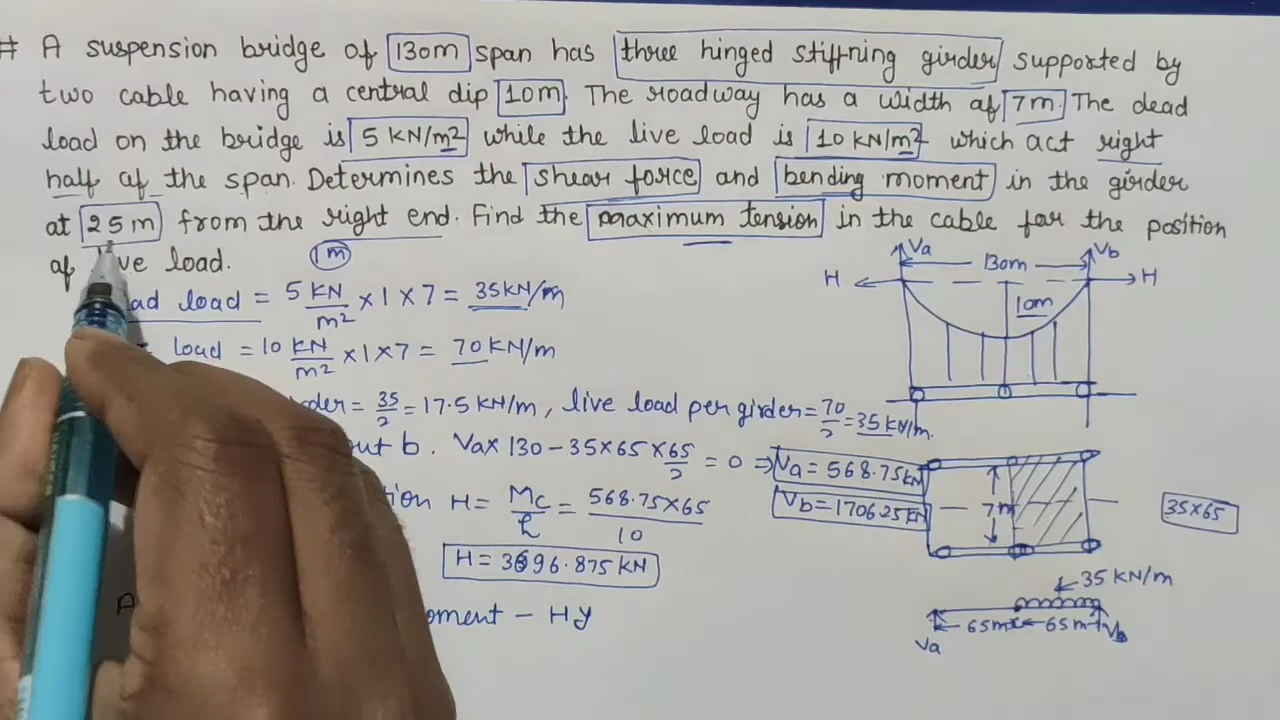 # A suspension bridge of 130m span has three hinged stiffning girder supported by
two cable having a central dip 10m. The roadway has a width of 7m. The dead
load on the bridge is 5 KN/m² while the live load is 10 KN/m² which act right
half of the span. Determines the shear force and bending moment in the girder
at 25m from the right end. Find the maximum tension in the cable for the position
of live load.
1m
ad load = 5 KN/m² × 1 × 7 = 35KN/m
load = 10 KN/m² × 1 × 7 = 70 KN/m
der = 35/2 = 17.5 KN/m, live load per girder = 70/2 = 35 KN/m.
out b. Va × 130 - 35×65 × 65/2 = 0 ⇒ Va = 568.75KN
Vb = 1706.25 KN
tion H = Mc/h = 568.75×65/10
H = 3696.875 KN
A
oment - Hy
Va
Vb
130m
H
H
10m
7m
35×65
35 KN/m
65m
65m
Va
Vb